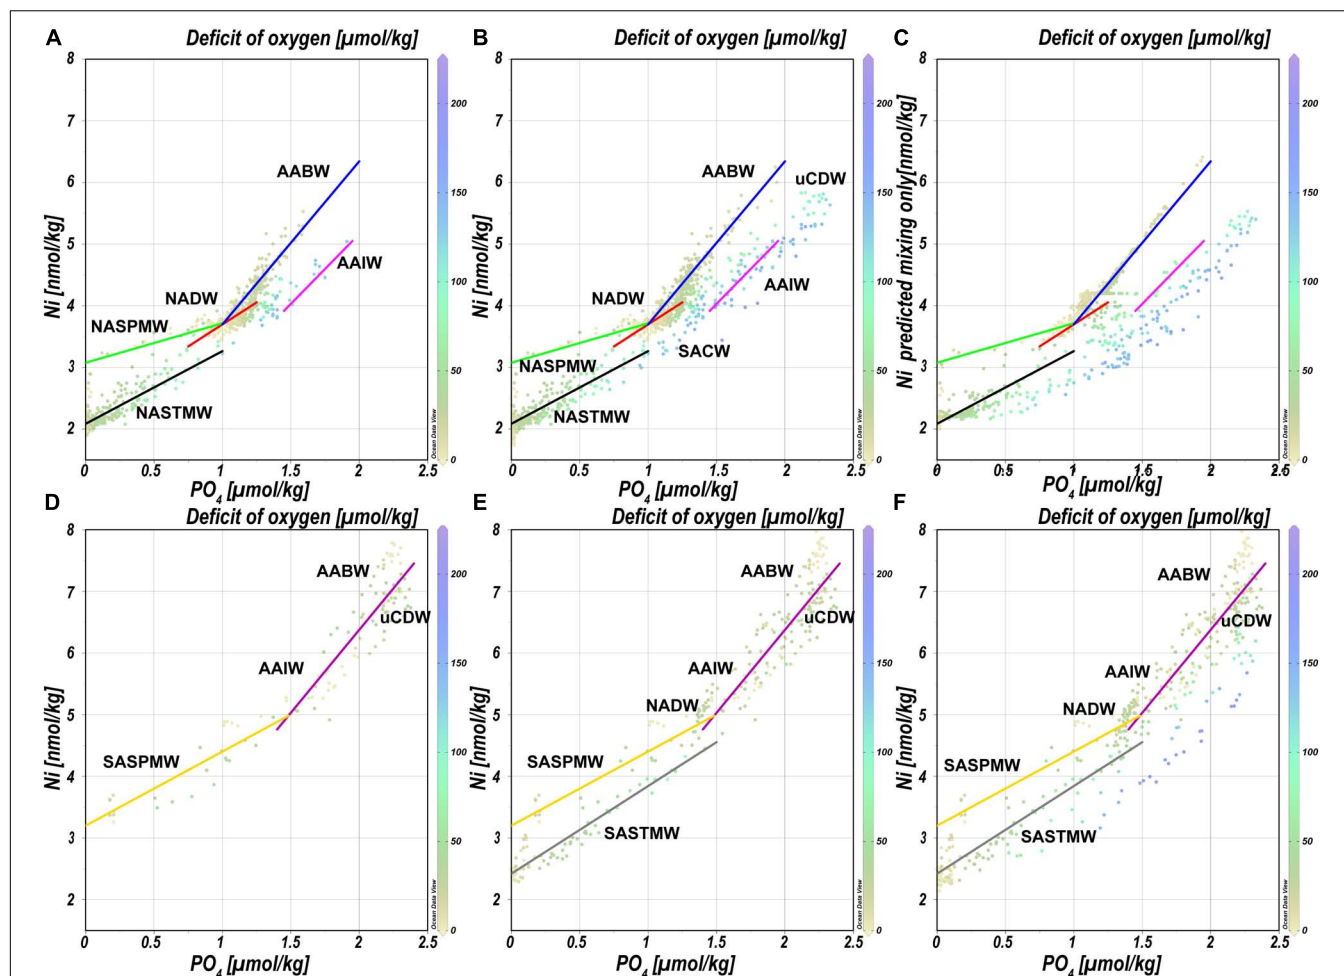 A
Deficit of oxygen [µmol/kg]
8
7
6
5
4
3
2
Ni [nmol/kg]
AABW
AAIW
NADW
NASPMW
NASTMW
0
0.5
1
1.5
2
2.5
PO4 [µmol/kg]
200
150
100
50
0
Ocean Data View
B
Deficit of oxygen [µmol/kg]
8
7
6
5
4
3
2
Ni [nmol/kg]
AABW
uCDW
NADW
AAIW
SACW
NASPMW
NASTMW
0
0.5
1
1.5
2
2.5
PO4 [µmol/kg]
200
150
100
50
0
Ocean Data View
C
Deficit of oxygen [µmol/kg]
8
7
6
5
4
3
2
Ni predicted mixing only[nmol/kg]
0
0.5
1
1.5
2
2.5
PO4 [µmol/kg]
200
150
100
50
0
Ocean Data View
D
Deficit of oxygen [µmol/kg]
8
7
6
5
4
3
2
Ni [nmol/kg]
AABW
uCDW
AAIW
SASPMW
0
0.5
1
1.5
2
2.5
PO4 [µmol/kg]
200
150
100
50
0
Ocean Data View
E
Deficit of oxygen [µmol/kg]
8
7
6
5
4
3
2
Ni [nmol/kg]
AABW
uCDW
AAIW
NADW
SASPMW
SASTMW
0
0.5
1
1.5
2
2.5
PO4 [µmol/kg]
200
150
100
50
0
Ocean Data View
F
Deficit of oxygen [µmol/kg]
8
7
6
5
4
3
2
Ni [nmol/kg]
AABW
uCDW
AAIW
NADW
SASPMW
SASTMW
0
0.5
1
1.5
2
2.5
PO4 [µmol/kg]
200
150
100
50
0
Ocean Data View